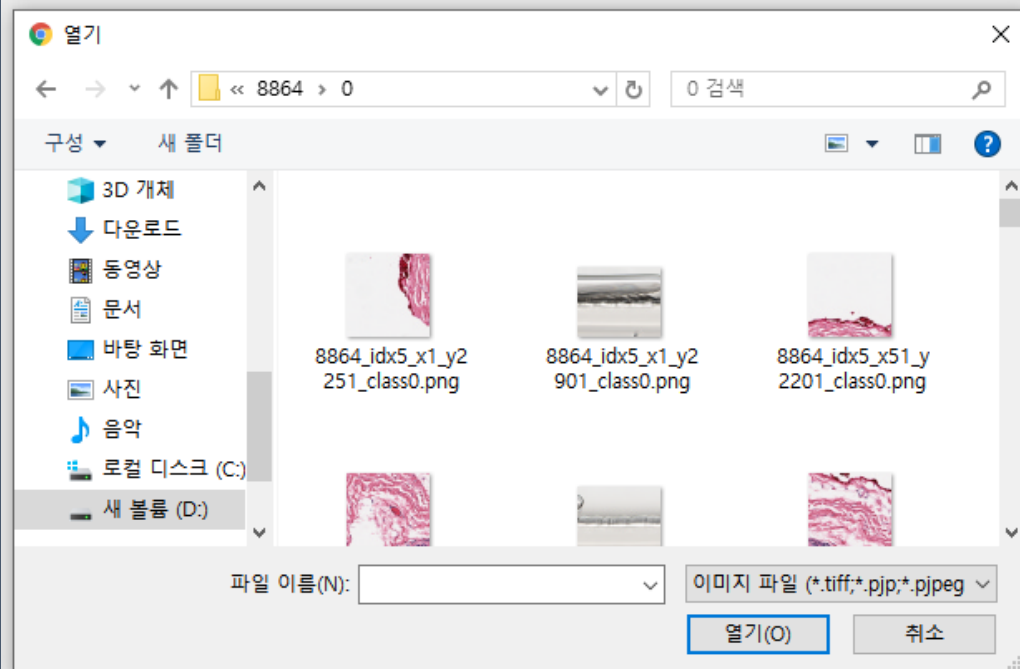 열기
« 8864 › 0
0 검색
구성
새 폴더
3D 개체
다운로드
동영상
문서
바탕 화면
사진
음악
로컬 디스크 (C:)
새 볼륨 (D:)
8864_idx5_x1_y2
251_class0.png
8864_idx5_x1_y2
901_class0.png
8864_idx5_x51_y
2201_class0.png
파일 이름(N):
이미지 파일 (*.tiff;*.pjp;*.pjpeg
열기(O)
취소